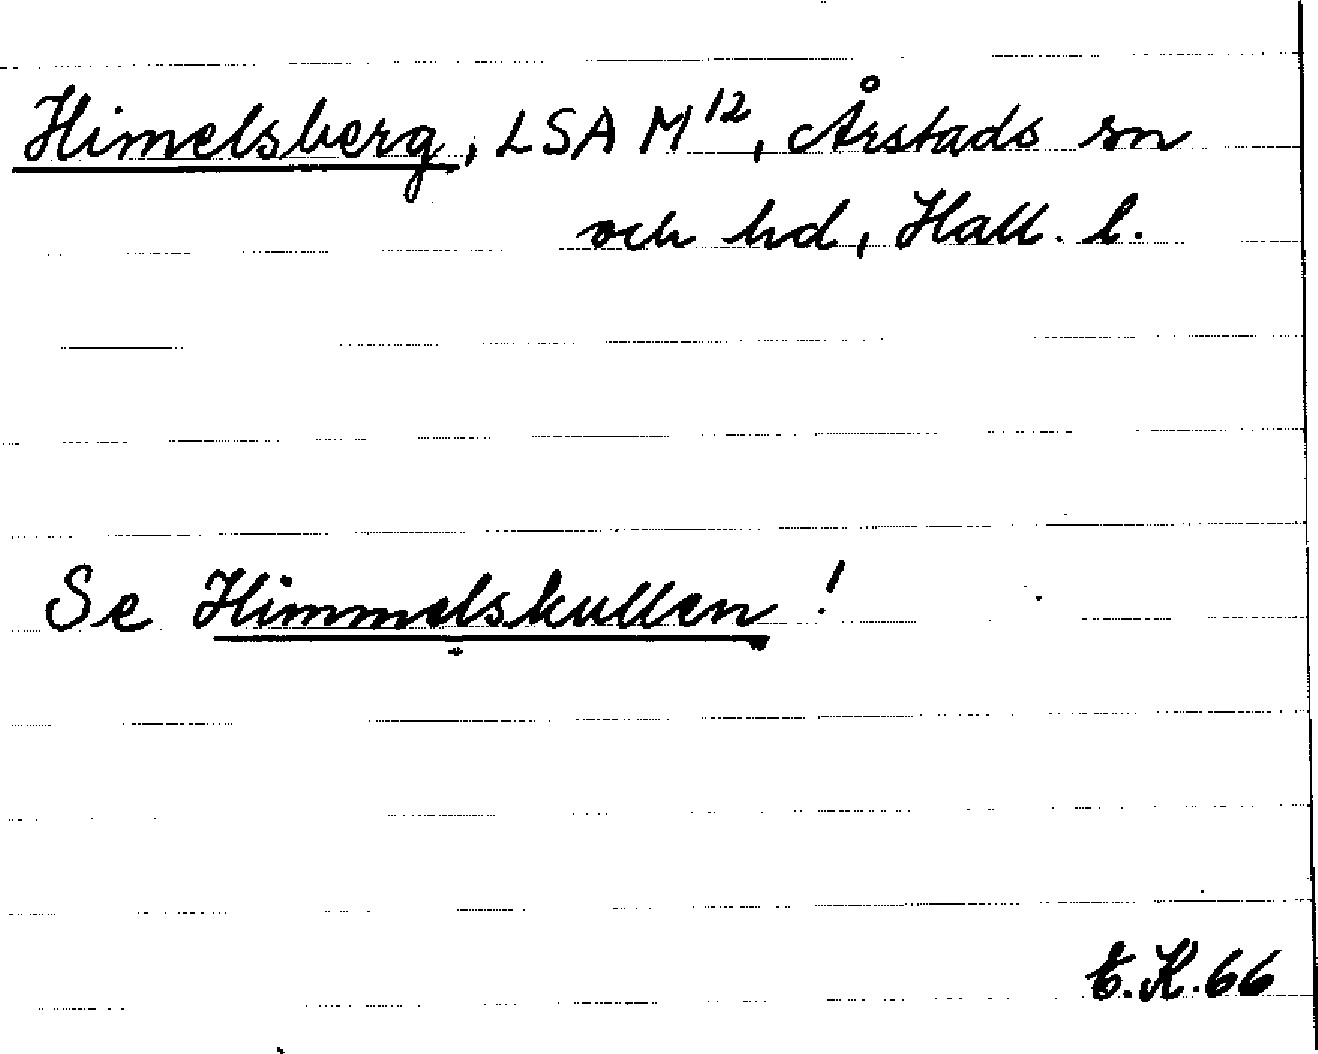 Himelsberg, LSA M12, Årstads sn
och hd, Hall. l.
Se Himmelskullen!
E.K.66